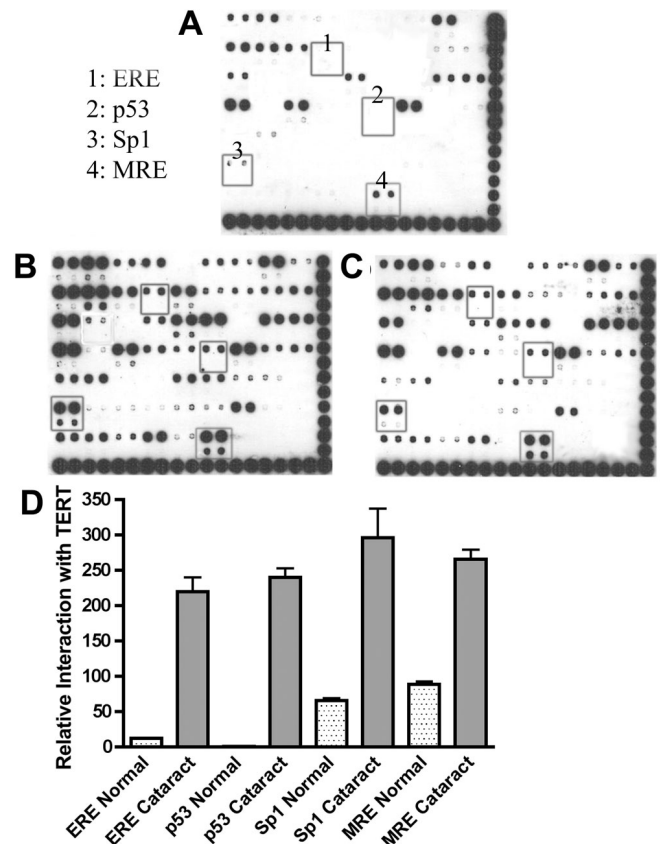 A
1: ERE
2: p53
3: Sp1
4: MRE
1
2
3
4
B
C
D
Relative Interaction with TERT
350
300
250
200
150
100
50
0
ERE Normal
ERE Cataract
p53 Normal
p53 Cataract
Sp1 Normal
Sp1 Cataract
MRE Normal
MRE Cataract